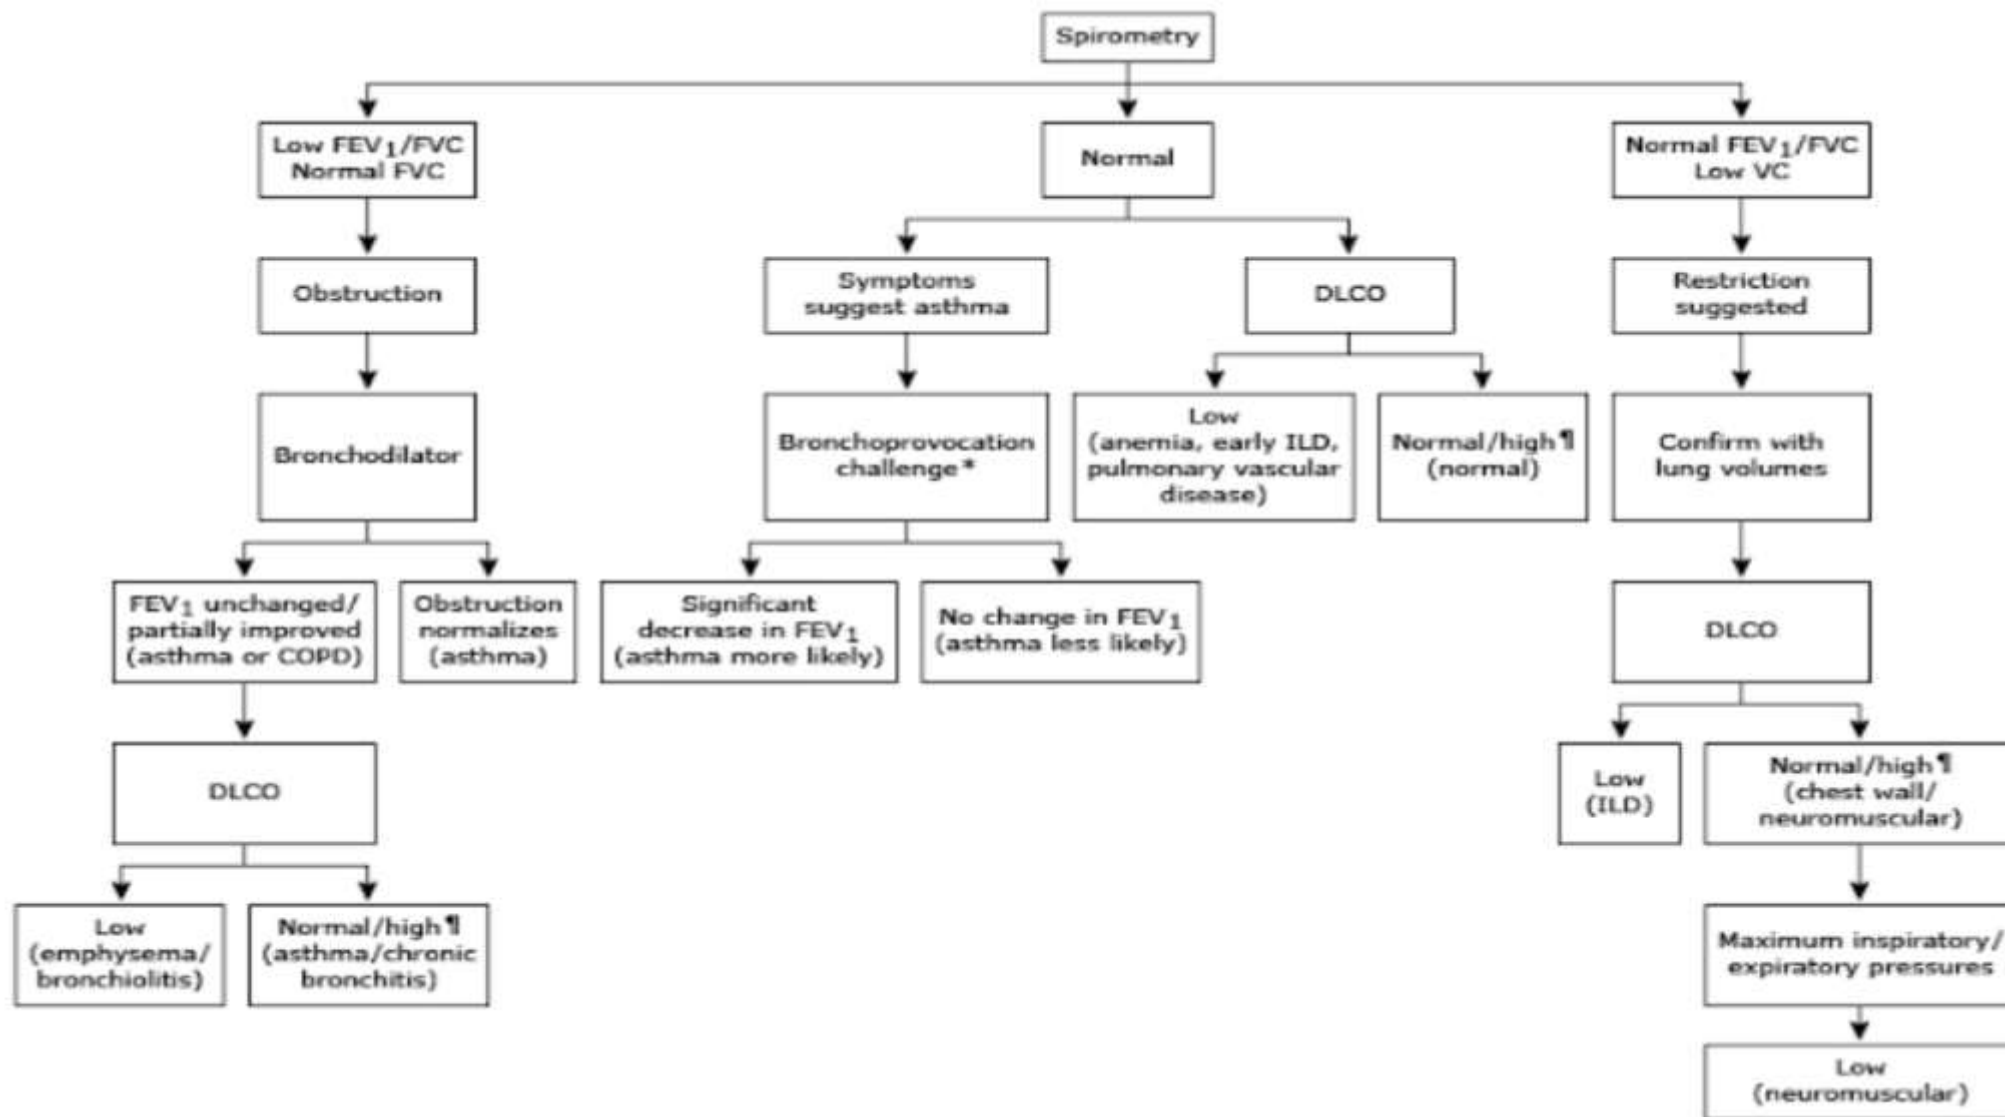 Spirometry
Low FEV1/FVC
Normal FVC
Normal
Normal FEV1/FVC
Low VC
Obstruction
Symptoms
suggest asthma
DLCO
Restriction
suggested
Bronchodilator
Bronchoprovocation
challenge*
Low
(anemia, early ILD,
pulmonary vascular
disease)
Normal/high¶
(normal)
Confirm with
lung volumes
FEV1 unchanged/
partially improved
(asthma or COPD)
Obstruction
normalizes
(asthma)
Significant
decrease in FEV1
(asthma more likely)
No change in FEV1
(asthma less likely)
DLCO
DLCO
Low
(ILD)
Normal/high¶
(chest wall/
neuromuscular)
Low
(emphysema/
bronchiolitis)
Normal/high¶
(asthma/chronic
bronchitis)
Maximum inspiratory/
expiratory pressures
Low
(neuromuscular)